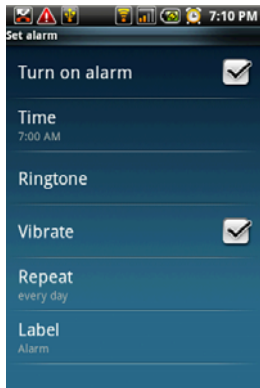 7:10 PM
Set alarm
Turn on alarm
Time
7:00 AM
Ringtone
Vibrate
Repeat
every day
Label
Alarm